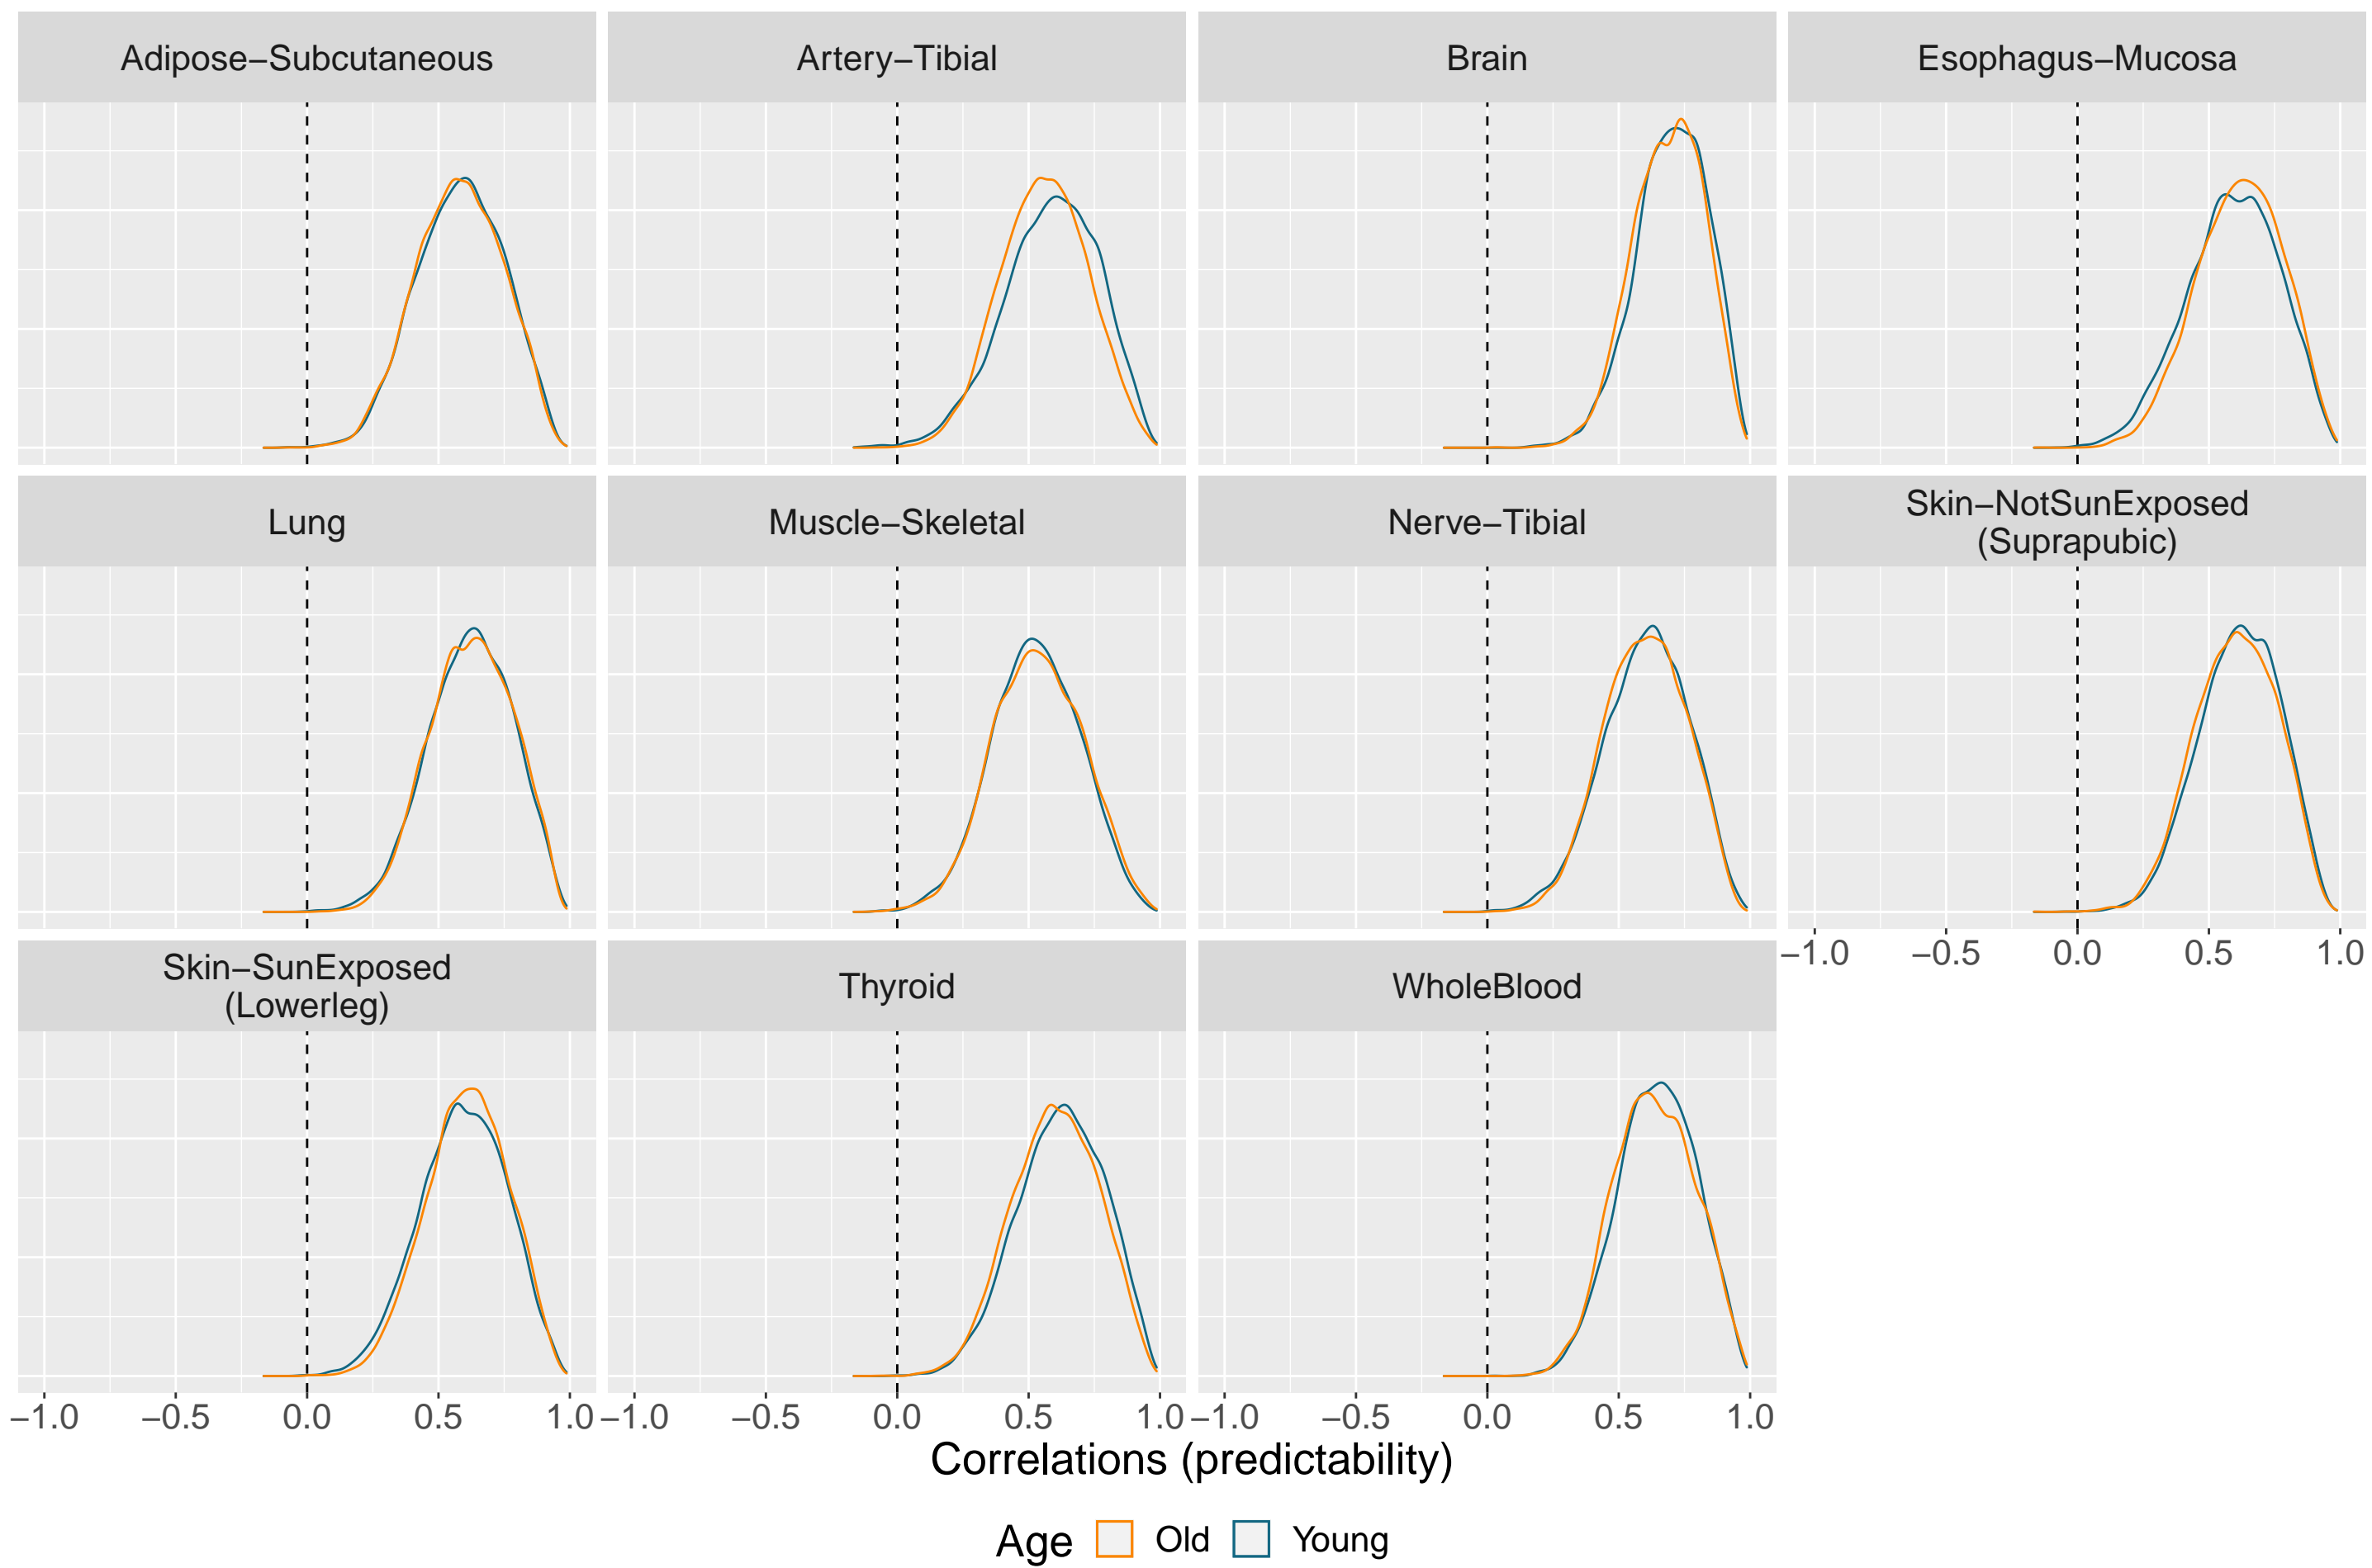 Adipose−Subcutaneous
Artery−Tibial
Brain
Esophagus−Mucosa
Lung
Muscle−Skeletal
Nerve−Tibial
Skin−NotSunExposed
(Suprapubic)
−1.0 −0.5 0.0 0.5 1.0
Skin−SunExposed
(Lowerleg)
Thyroid
WholeBlood
−1.0 −0.5 0.0 0.5 1.0
−1.0 −0.5 0.0 0.5 1.0
−1.0 −0.5 0.0 0.5 1.0
Correlations (predictability)
Age Old Young